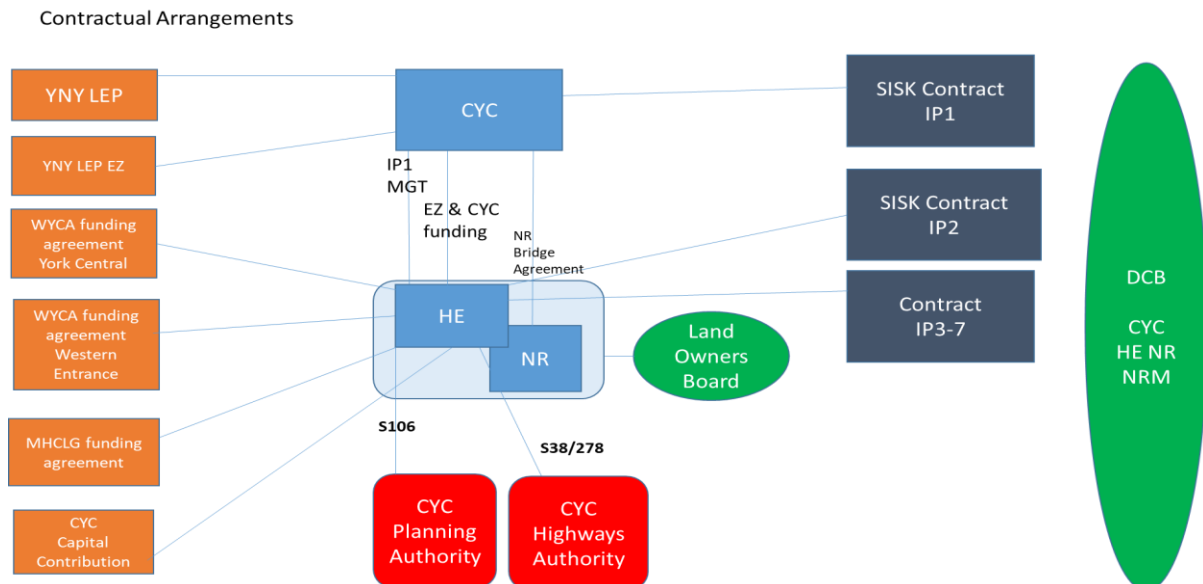 Contractual Arrangements
YNY LEP
YNY LEP EZ
WYCA funding
agreement
York Central
WYCA funding
agreement
Western
Entrance
MHCLG funding
agreement
CYC
Capital
Contribution
CYC
IP1
MGT
EZ & CYC
funding
NR
Bridge
Agreement
HE
NR
Land
Owners
Board
S106
S38/278
CYC
Planning
Authority
CYC
Highways
Authority
SISK Contract
IP1
SISK Contract
IP2
Contract
IP3-7
DCB
CYC
HE NR
NRM